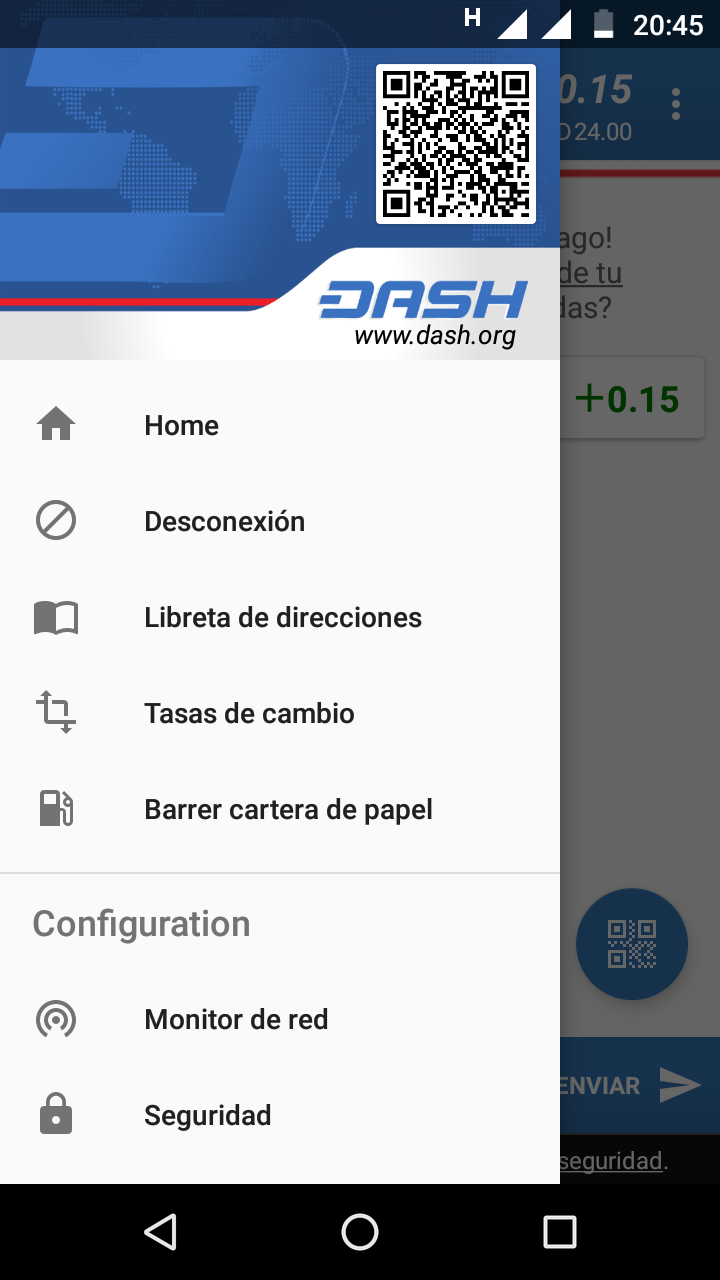 H 20:45
0.15
24.00
DASH
www.dash.org
ago!
de tu
das?
+0.15
Home
Desconexión
Libreta de direcciones
Tasas de cambio
Barrer cartera de papel
Configuration
Monitor de red
Seguridad
ENVIAR
seguridad.